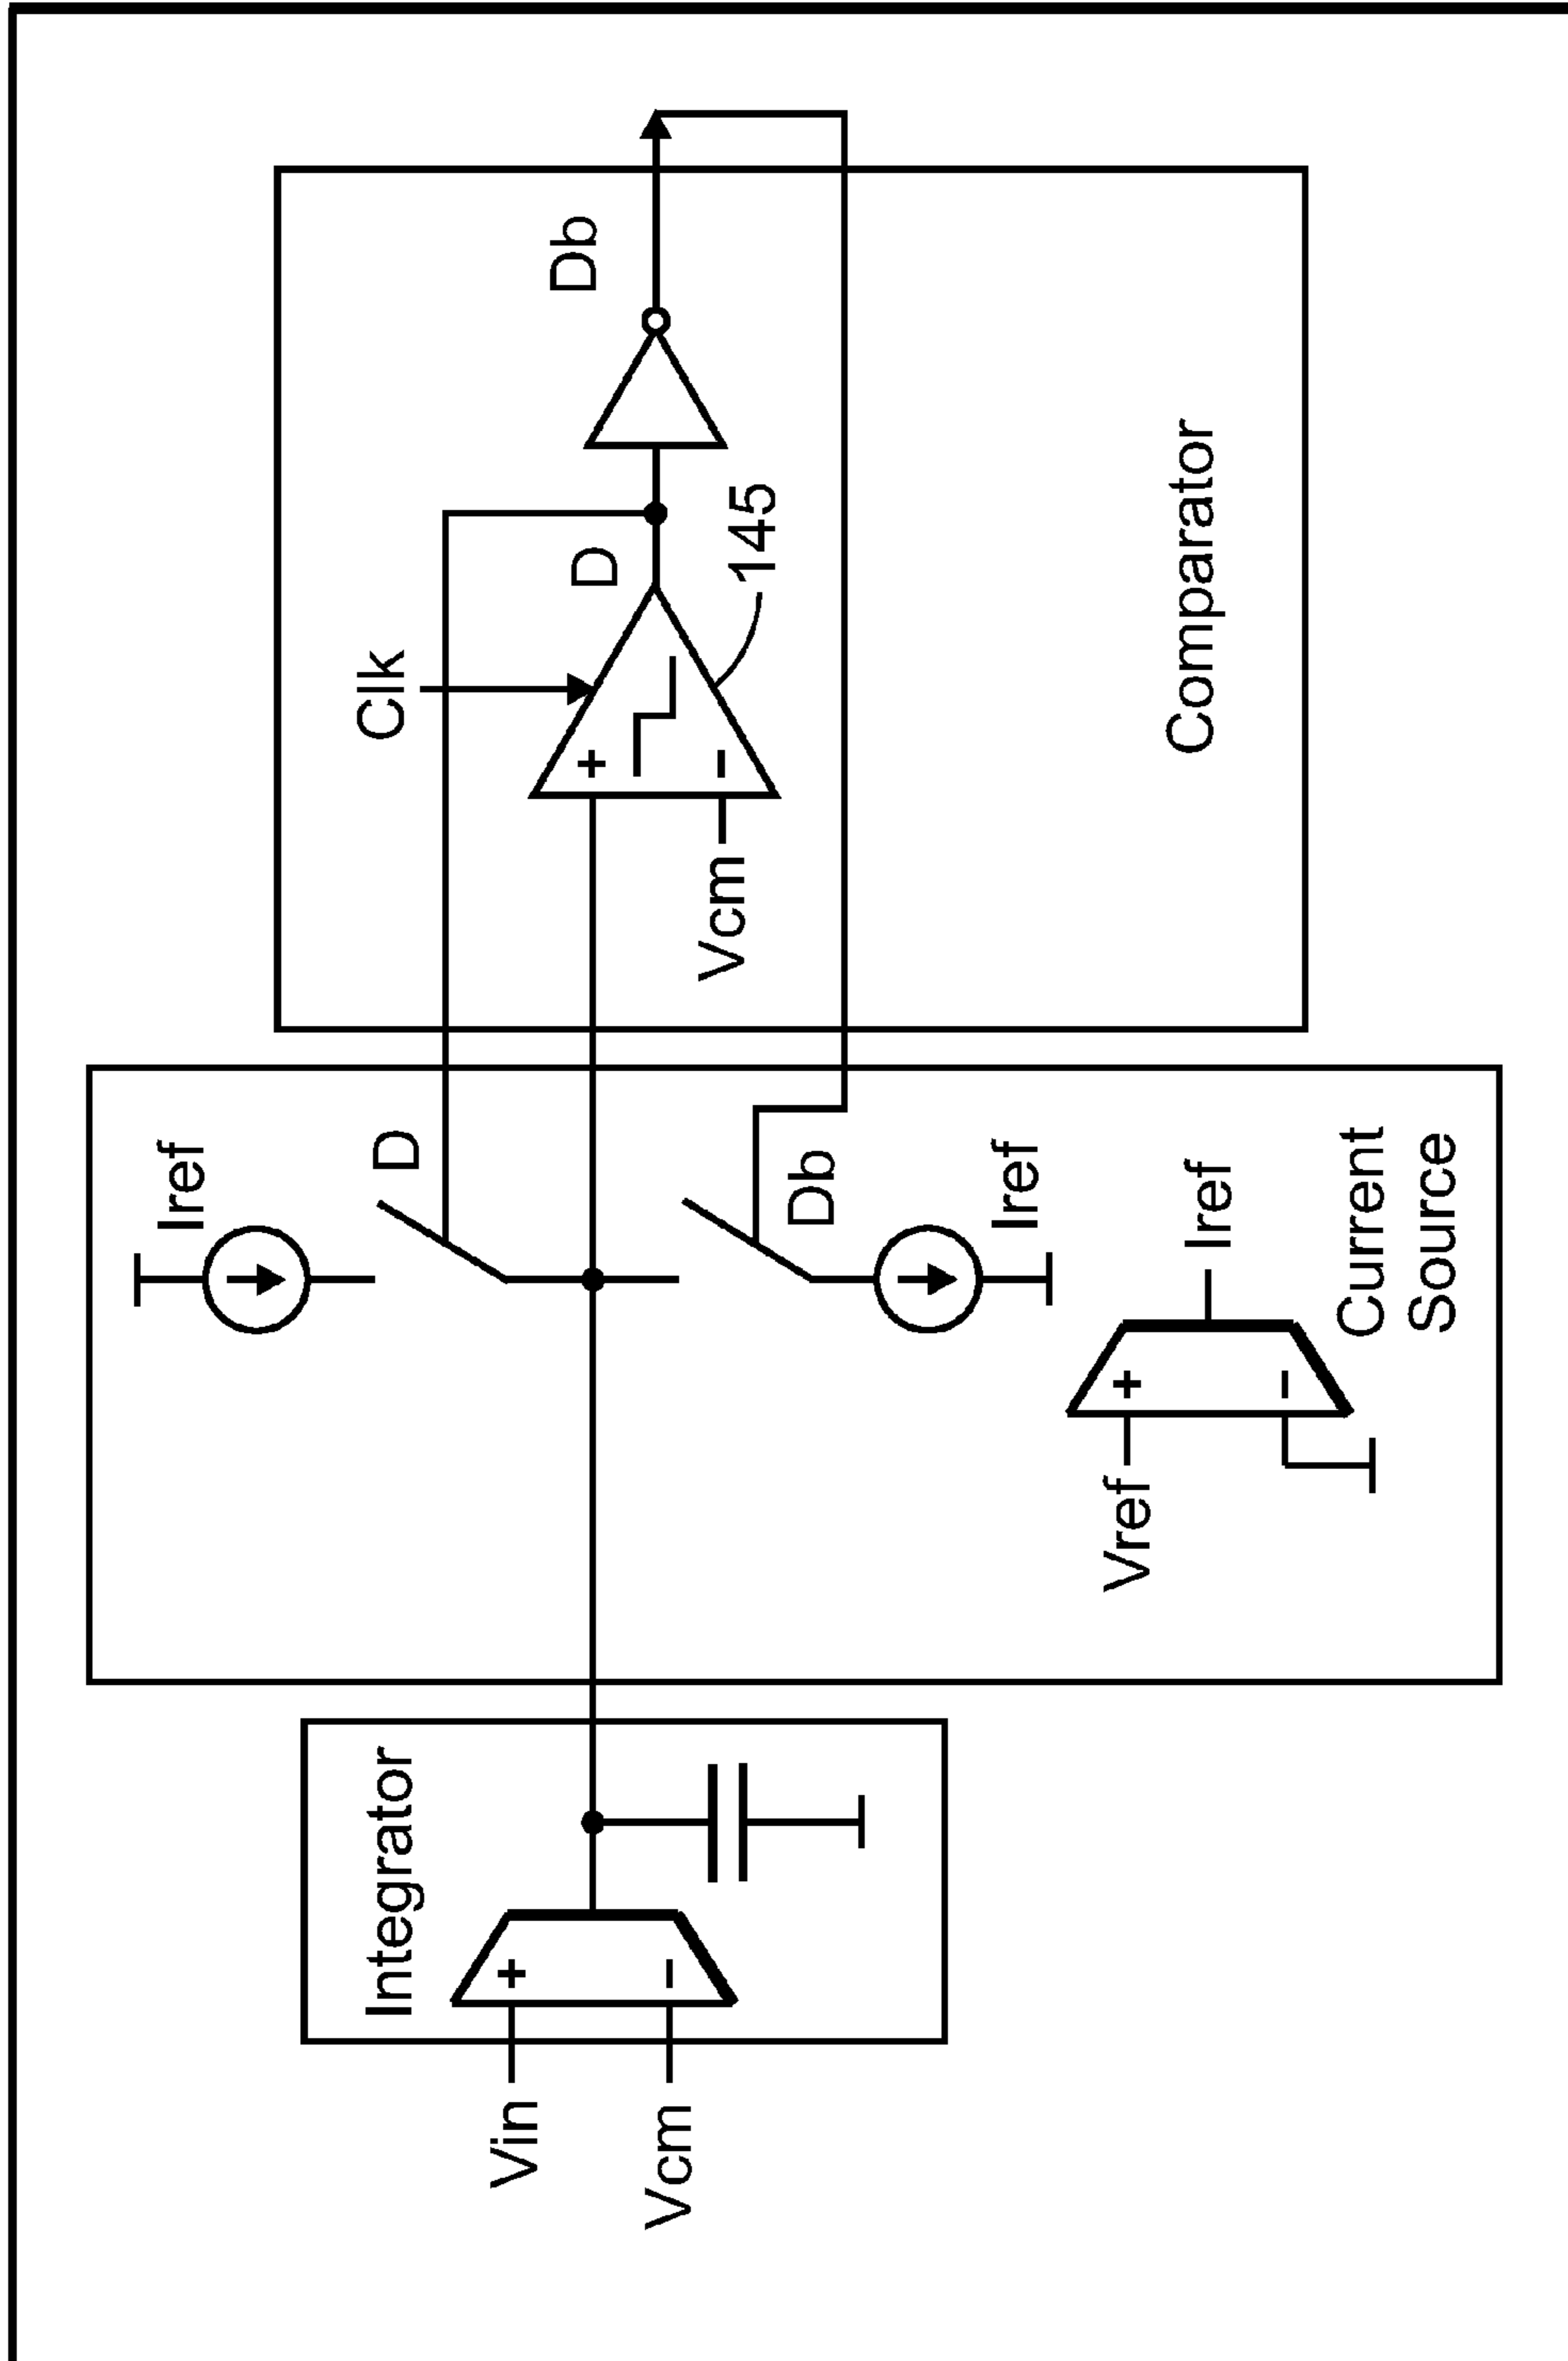 Integrator
Vin
+
Vcm
-
Iref
D
Db
Iref
Vref
+
-
Iref
Current
Source
Clk
+
-
Vcm
D
145
Db
Comparator